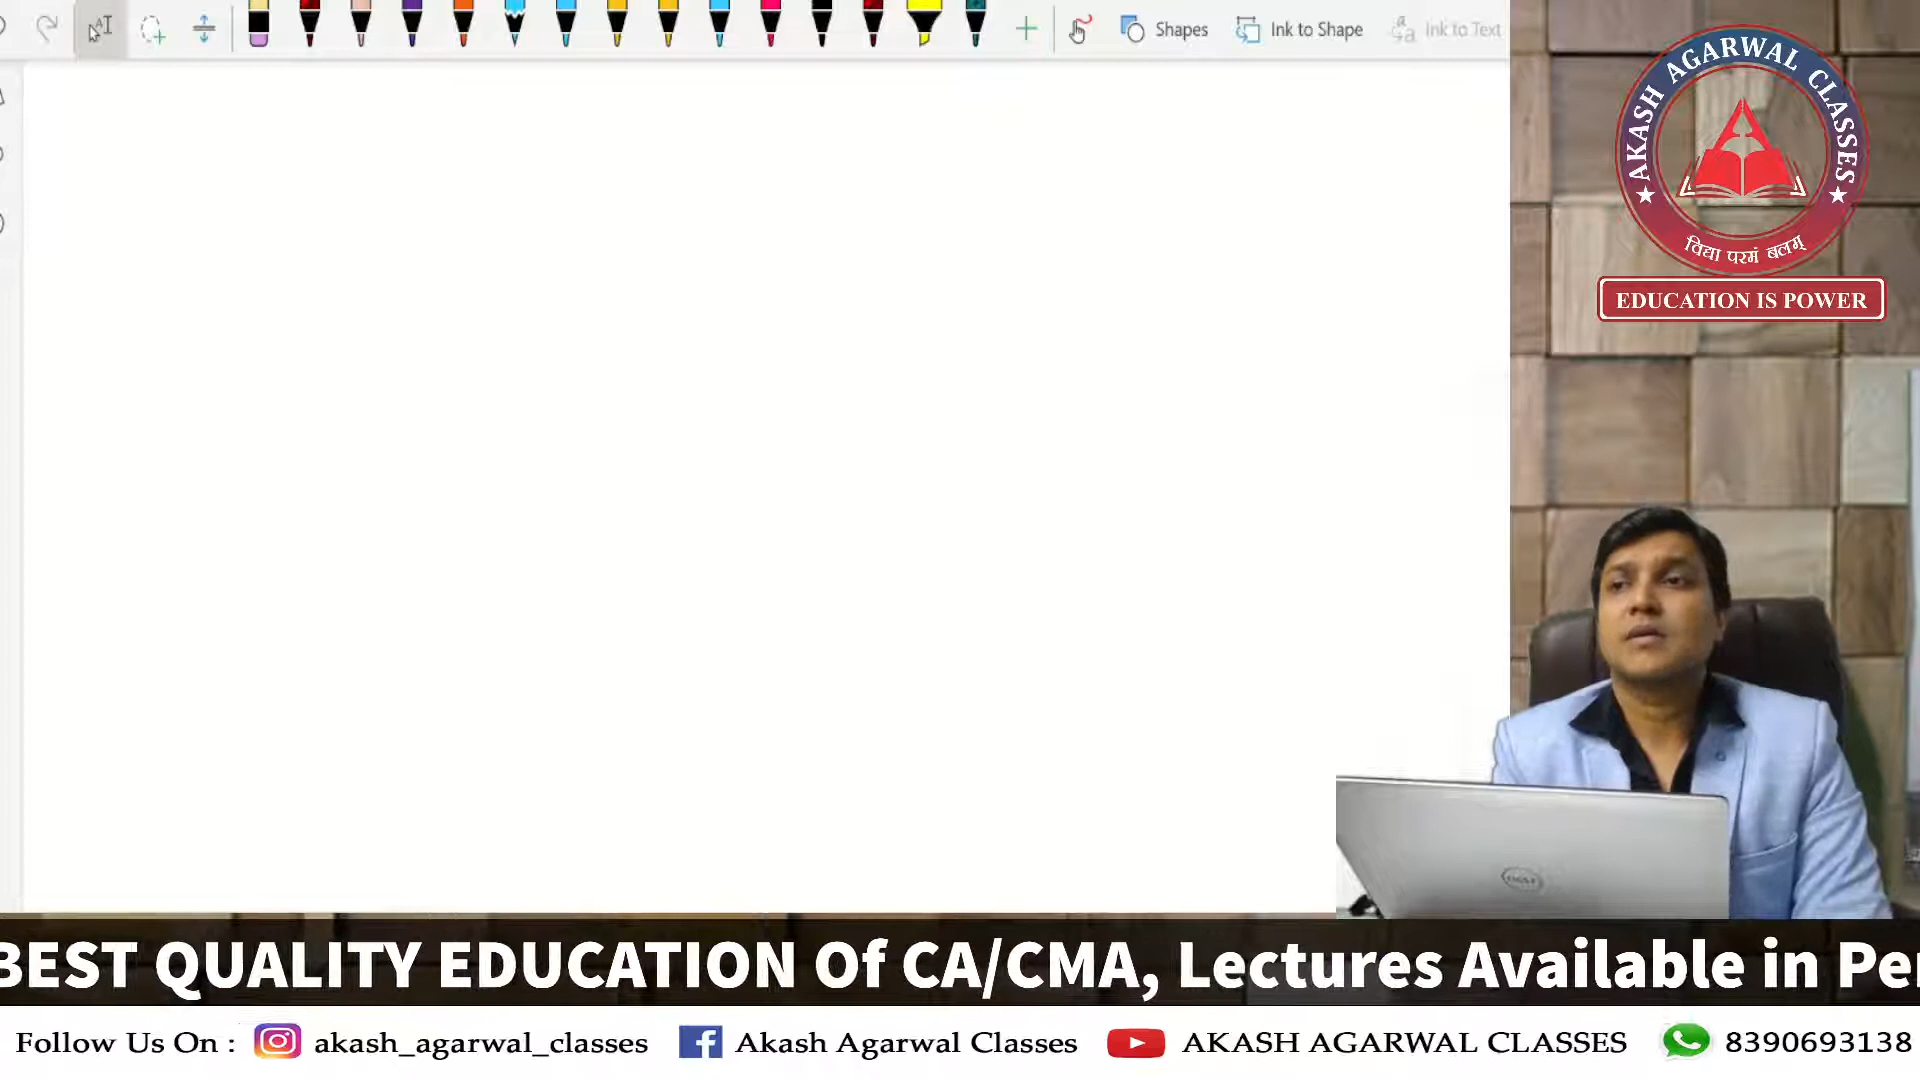 Shapes
Ink to Shape
Ink to Text
AKASH AGARWAL CLASSES
विद्या परमं बलम्
EDUCATION IS POWER
DELL
BEST QUALITY EDUCATION Of CA/CMA, Lectures Available in Pe
Follow Us On : akash_agarwal_classes Akash Agarwal Classes AKASH AGARWAL CLASSES 8390693138